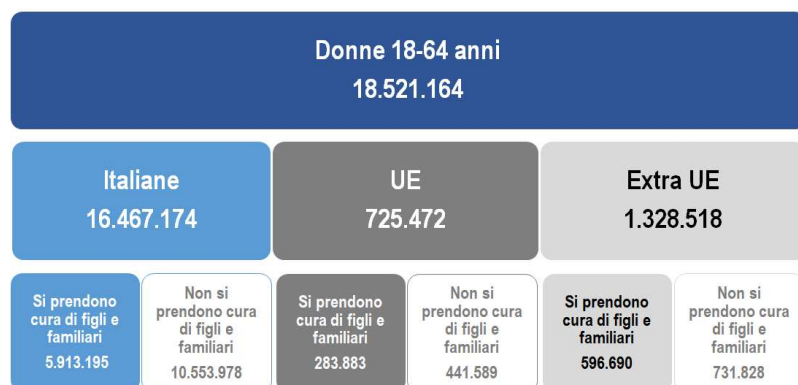 Donne 18-64 anni
18.521.164
Italiane
16.467.174
UE
725.472
Extra UE
1.328.518
Si prendono
cura di figli e
familiari
5.913.195
Non si
prendono cura
di figli e
familiari
10.553.978
Si prendono
cura di figli e
familiari
283.883
Non si
prendono cura
di figli e
familiari
441.589
Si prendono
cura di figli e
familiari
596.690
Non si
prendono cura
di figli e
familiari
731.828